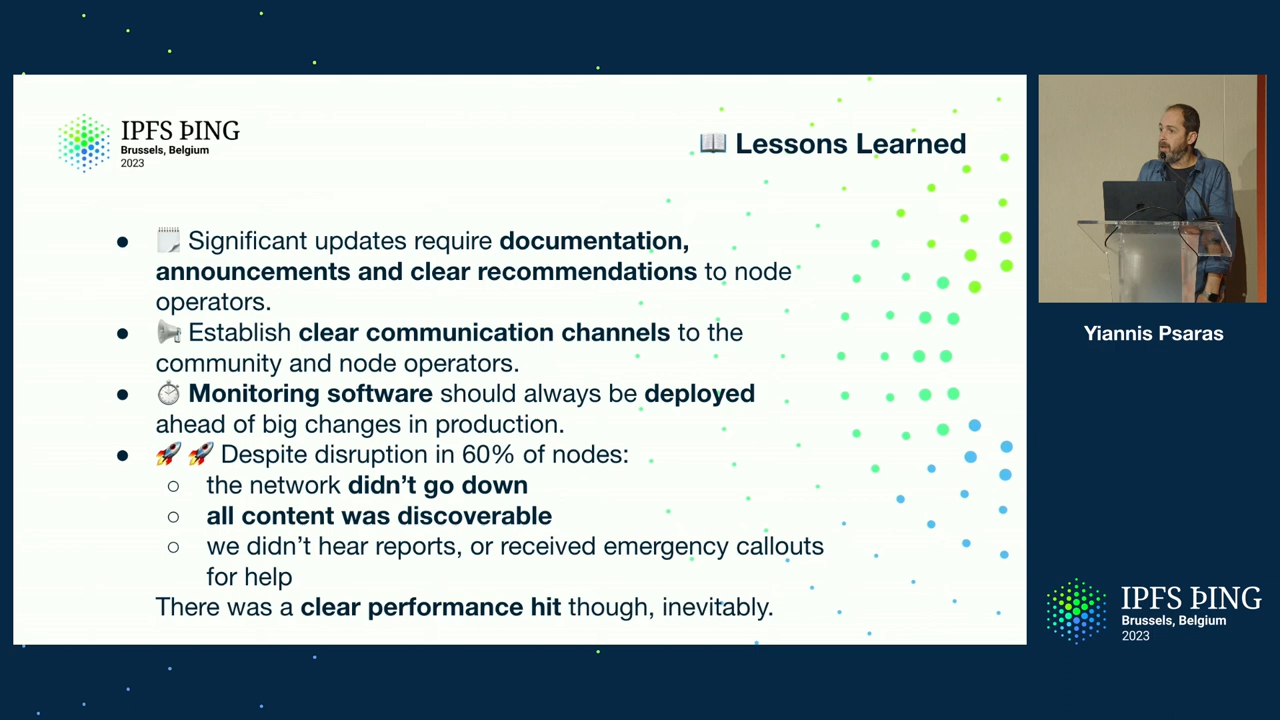 IPFS ÞING
Brussels, Belgium
2023
📖 Lessons Learned
● 🗒️ Significant updates require documentation,
announcements and clear recommendations to node
operators.
● 📢 Establish clear communication channels to the
community and node operators.
● ⏱️ Monitoring software should always be deployed
ahead of big changes in production.
● 🚀 🚀 Despite disruption in 60% of nodes:
○ the network didn’t go down
○ all content was discoverable
○ we didn’t hear reports, or received emergency callouts
for help
There was a clear performance hit though, inevitably.
Yiannis Psaras
IPFS ÞING
Brussels, Belgium
2023